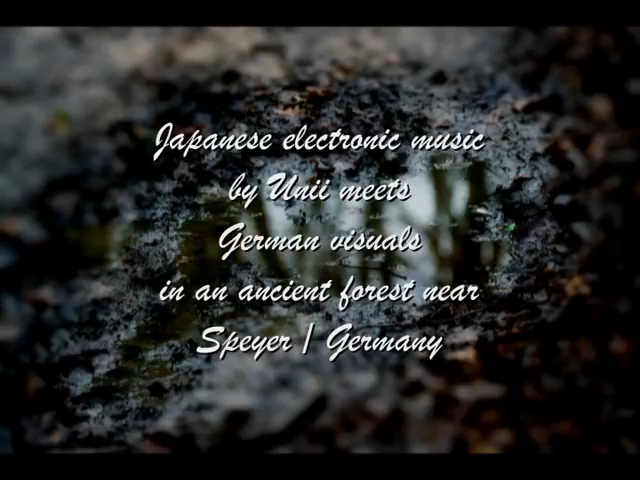 Japanese electronic music
by Unii meets
German visuals
in an ancient forest near
Speyer / Germany